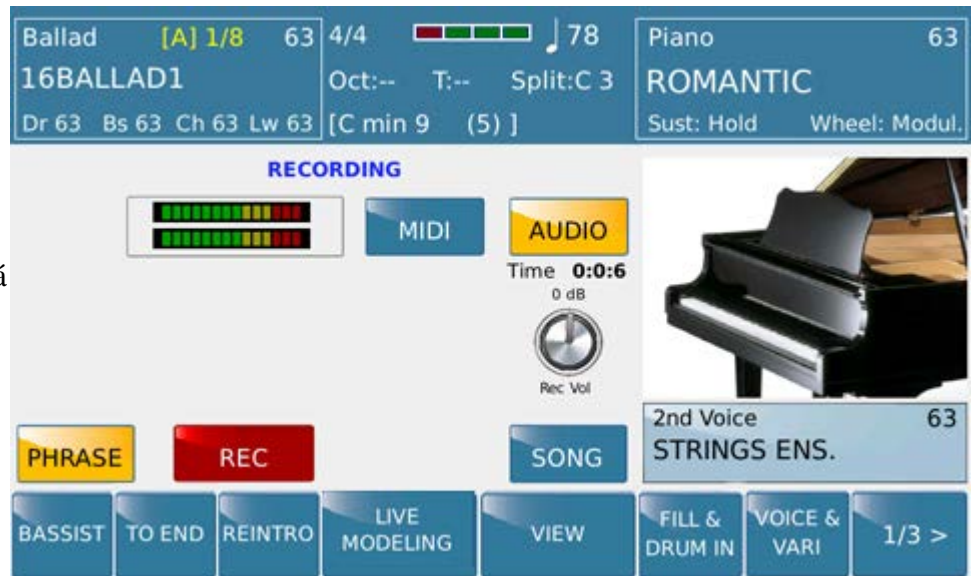 Ballad [A] 1/8 63
16BALLAD1
Dr 63 Bs 63 Ch 63 Lw 63
4/4 78
Oct:-- T:-- Split:C 3
[C min 9 (5) ]
Piano 63
ROMANTIC
Sust: Hold Wheel: Modul.
RECORDING
MIDI
AUDIO
á
Time 0:0:6
0 dB
Rec Vol
2nd Voice 63
STRINGS ENS.
PHRASE
REC
SONG
BASSIST
TO END
REINTRO
LIVE
MODELING
VIEW
FILL &
DRUM IN
VOICE &
VARI
1/3 >